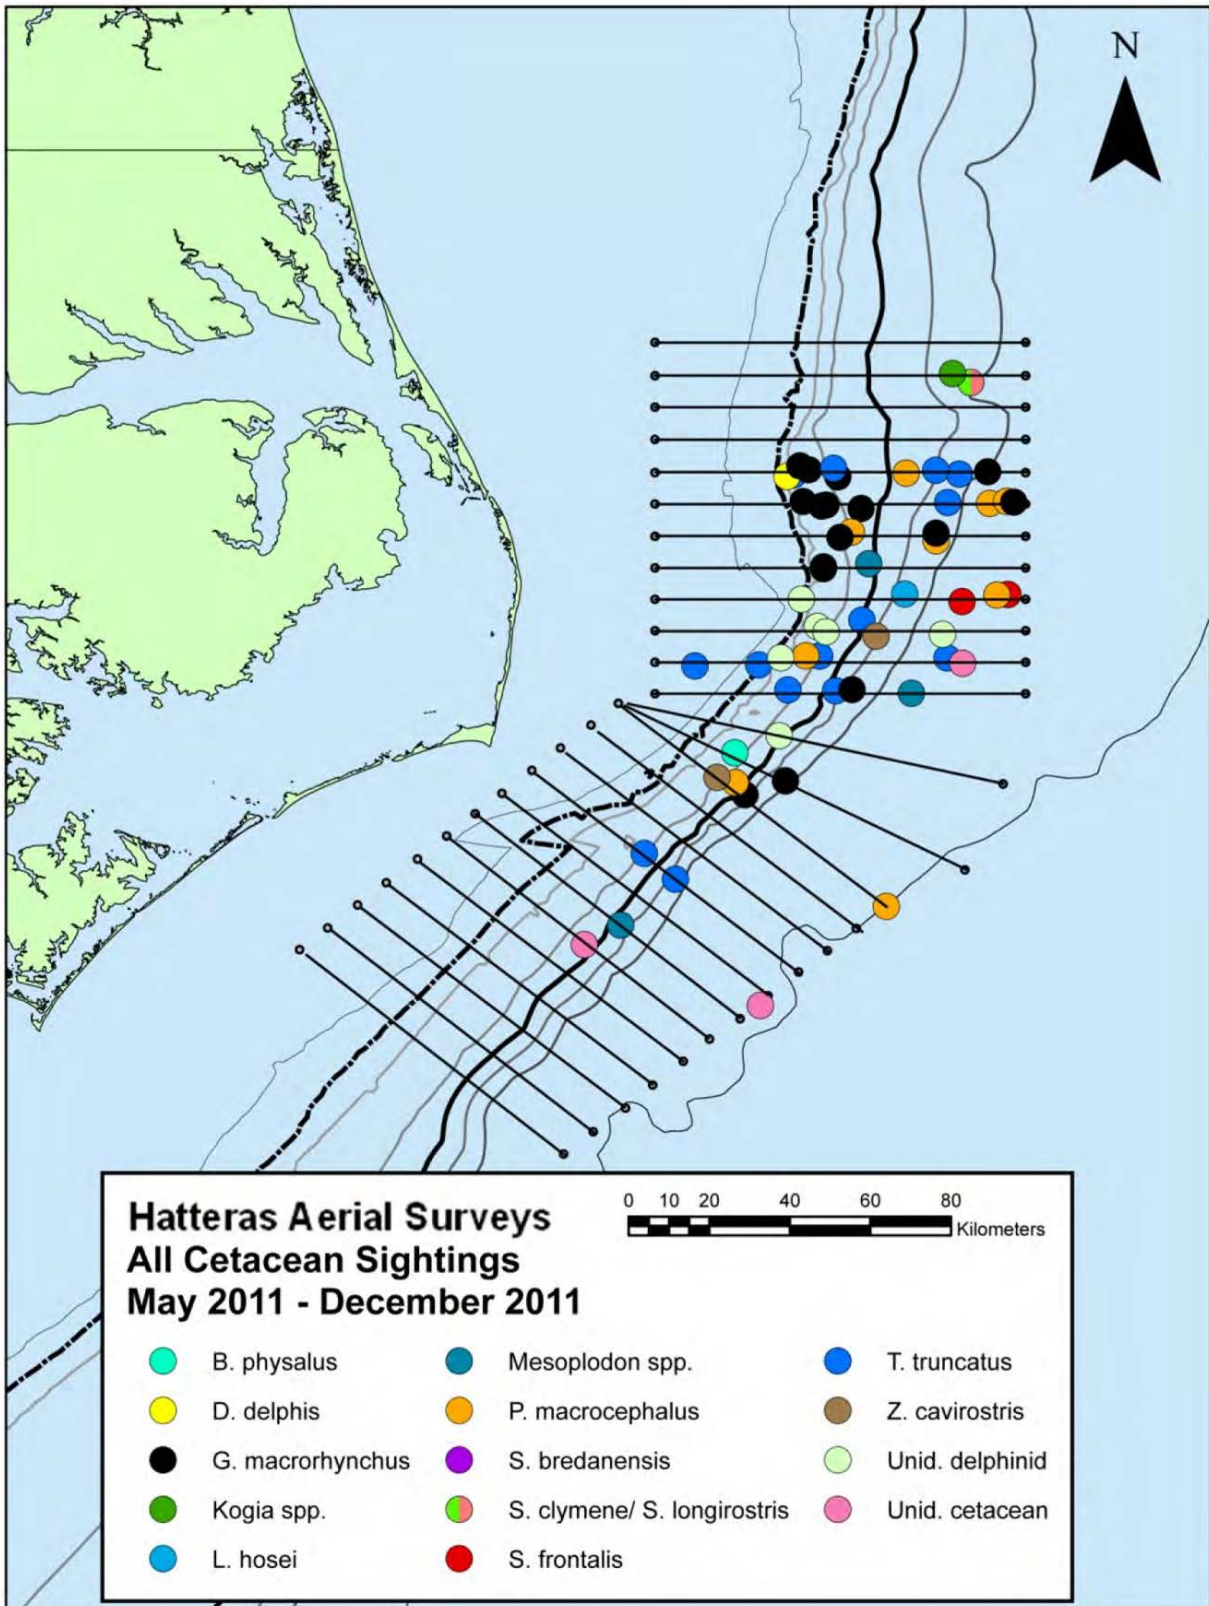 N
Hatteras Aerial Surveys
All Cetacean Sightings
May 2011 - December 2011
0 10 20 40 60 80
Kilometers
B. physalus
D. delphis
G. macrorhynchus
Kogia spp.
L. hosei
Mesoplodon spp.
P. macrocephalus
S. bredanensis
S. clymene/ S. longirostris
S. frontalis
T. truncatus
Z. cavirostris
Unid. delphinid
Unid. cetacean